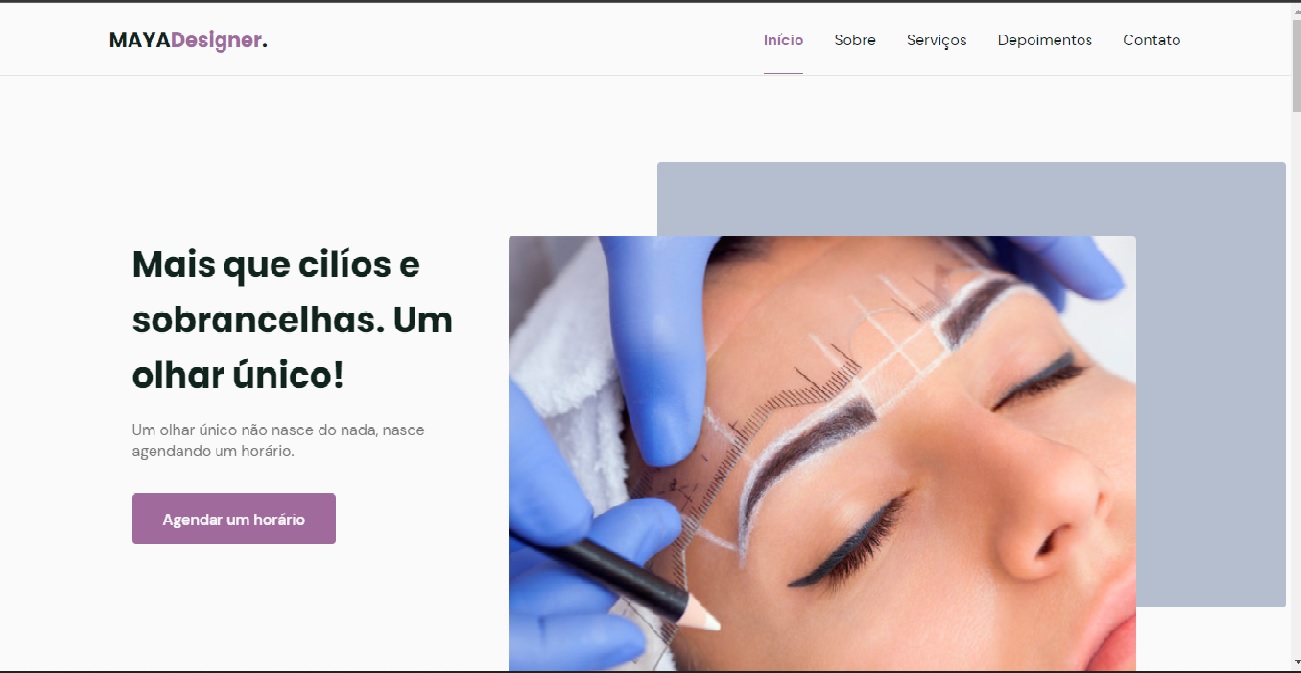 MAYADesigner.
Início Sobre Serviços Depoimentos Contato
Mais que cilíos e
sobrancelhas. Um
olhar único!
Um olhar único não nasce do nada, nasce
agendando um horário.
Agendar um horário